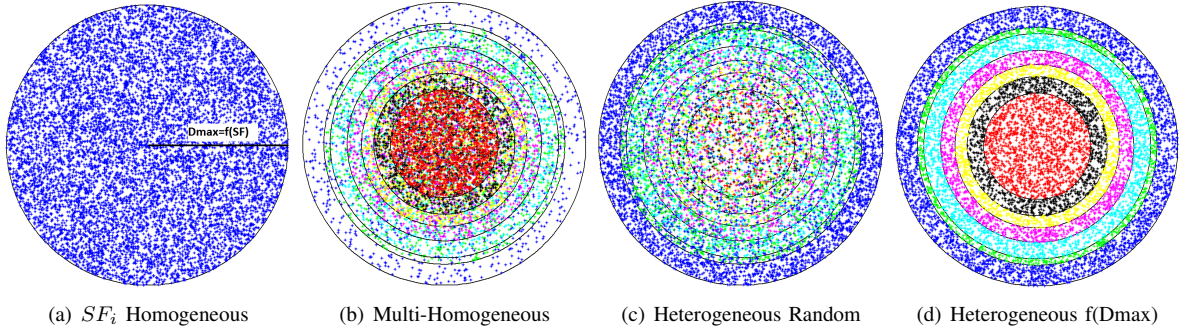 Dmax=f(SF)
(a) $SF_i$ Homogeneous
(b) Multi-Homogeneous
(c) Heterogeneous Random
(d) Heterogeneous f(Dmax)